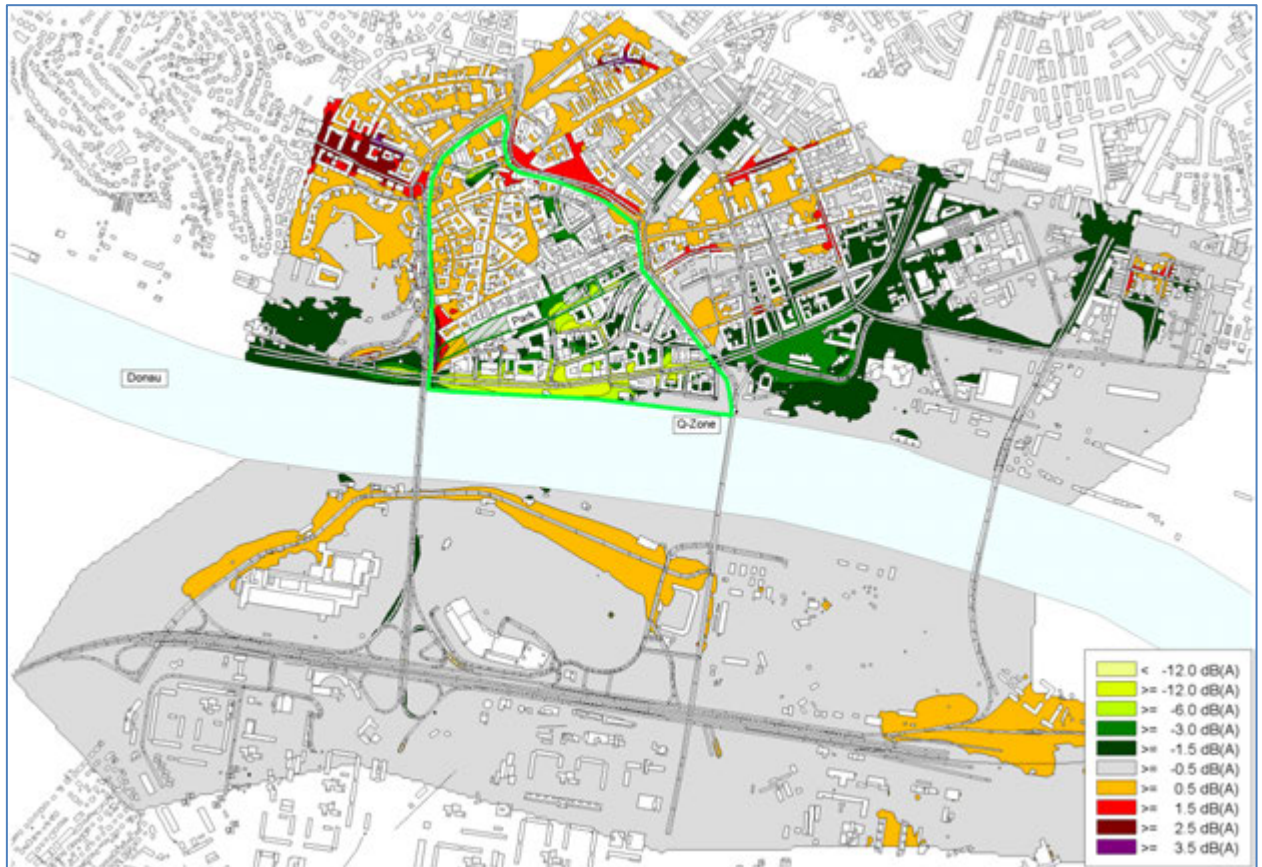 Park
Donau
Q-Zone
< -12.0 dB(A)
>= -12.0 dB(A)
>= -6.0 dB(A)
>= -3.0 dB(A)
>= -1.5 dB(A)
>= -0.5 dB(A)
>= 0.5 dB(A)
>= 1.5 dB(A)
>= 2.5 dB(A)
>= 3.5 dB(A)